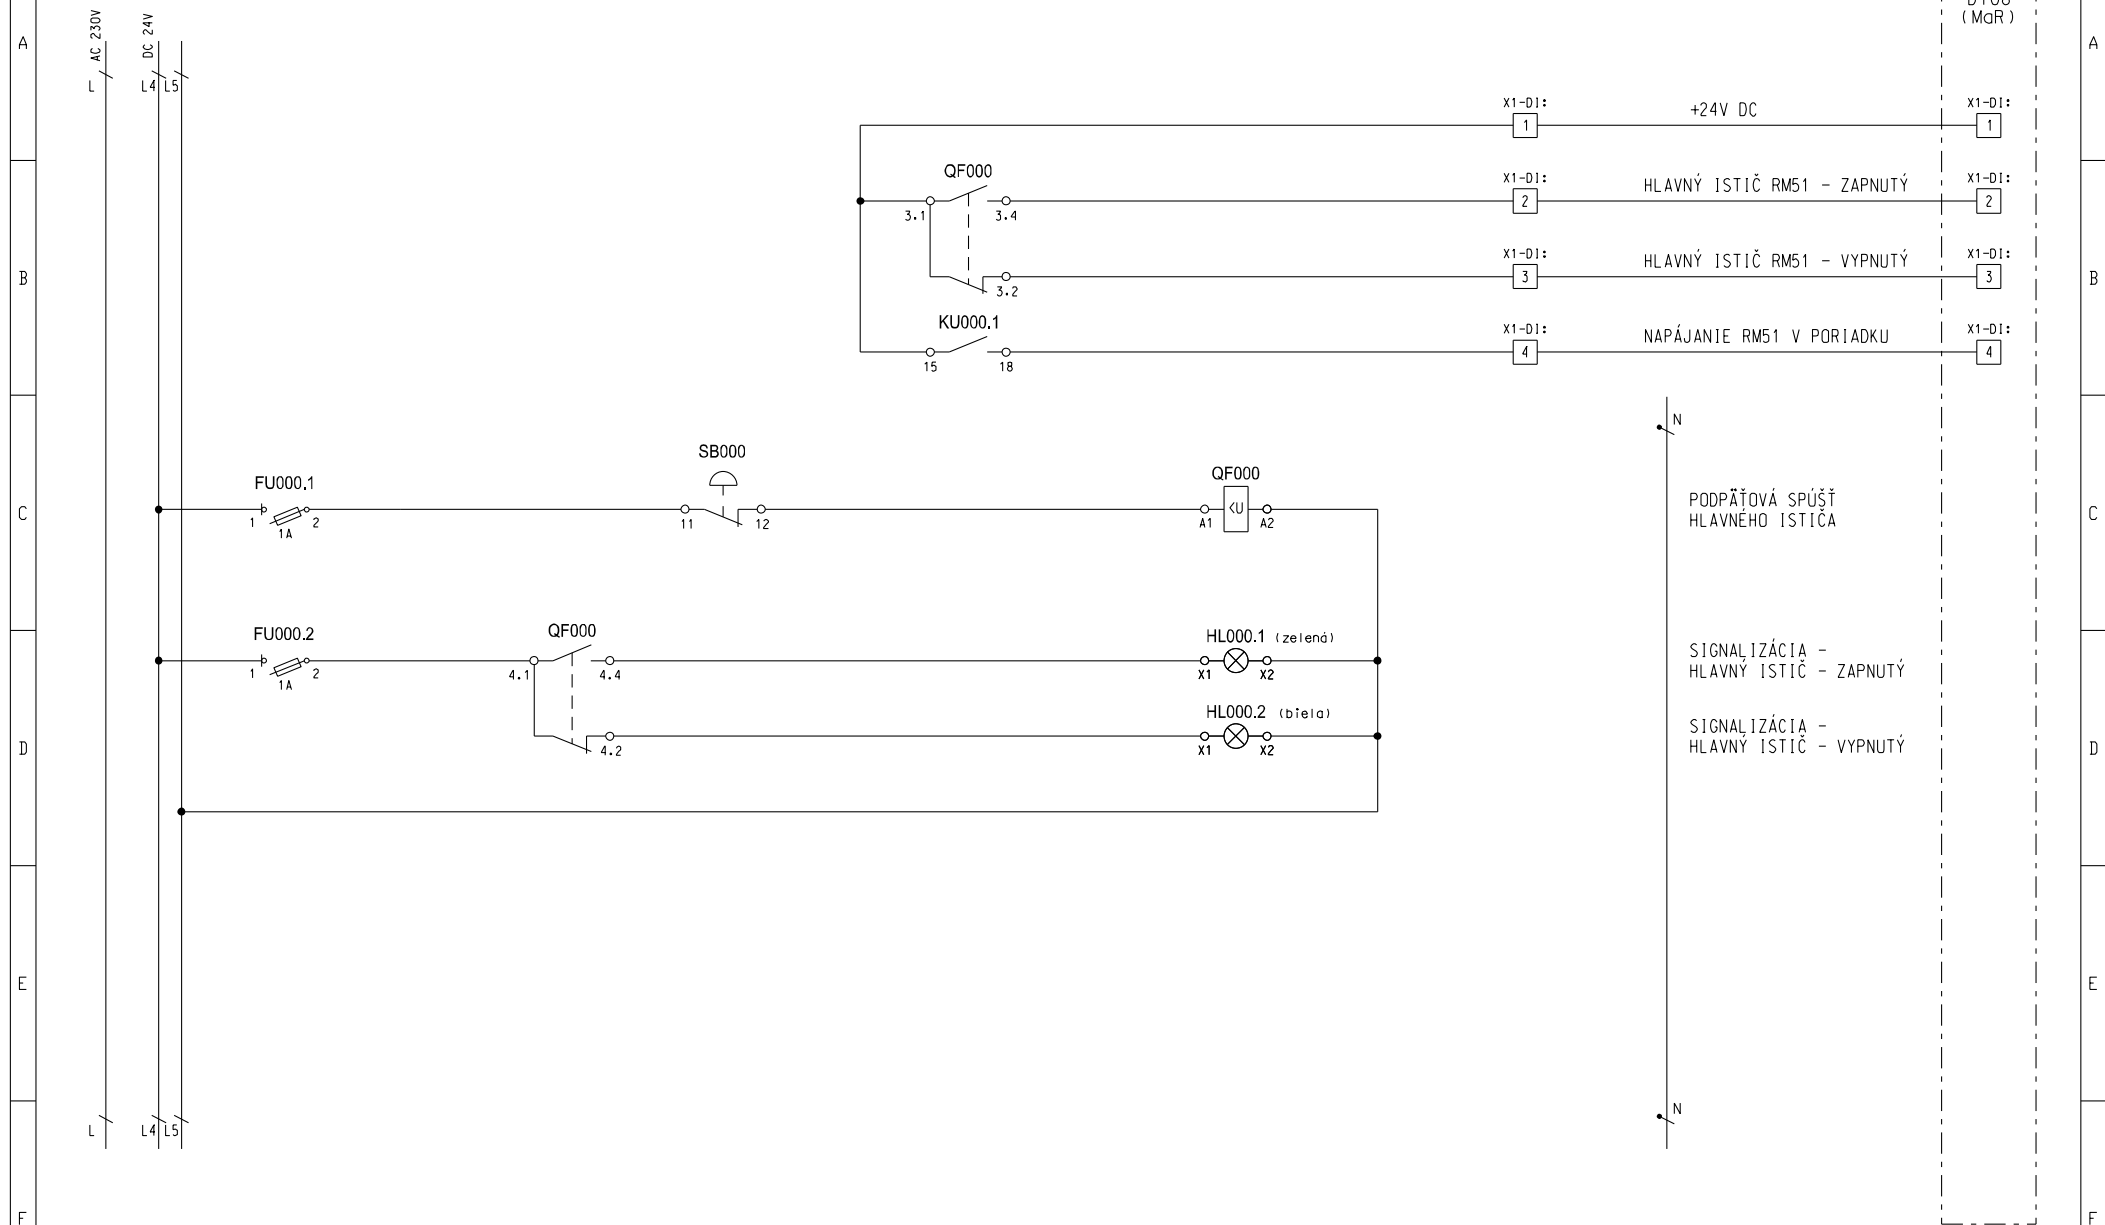 (MaR)
AC 230V
DC 24V
A
A
L
L4
L5
X1-DI:
+24V DC
X1-DI:
1
1
QF000
X1-DI:
HLAVNÝ ISTIČ RM51 - ZAPNUTÝ
X1-DI:
2
2
3.1
3.4
X1-DI:
HLAVNÝ ISTIČ RM51 - VYPNUTÝ
X1-DI:
B
3
3
B
3.2
KU000.1
X1-DI:
NAPÁJANIE RM51 V PORIADKU
X1-DI:
4
4
15
18
N
SB000
FU000.1
QF000
PODPÄŤOVÁ SPÚŠŤ
HLAVNÉHO ISTIČA
C
<U
C
1
2
1A
11
12
A1
A2
FU000.2
QF000
HL000.1 (zelená)
SIGNALIZÁCIA -
HLAVNÝ ISTIČ - ZAPNUTÝ
1
2
1A
4.1
4.4
X1
X2
HL000.2 (biela)
SIGNALIZÁCIA -
HLAVNÝ ISTIČ - VYPNUTÝ
D
D
4.2
X1
X2
E
E
N
L
L4
L5
F
F